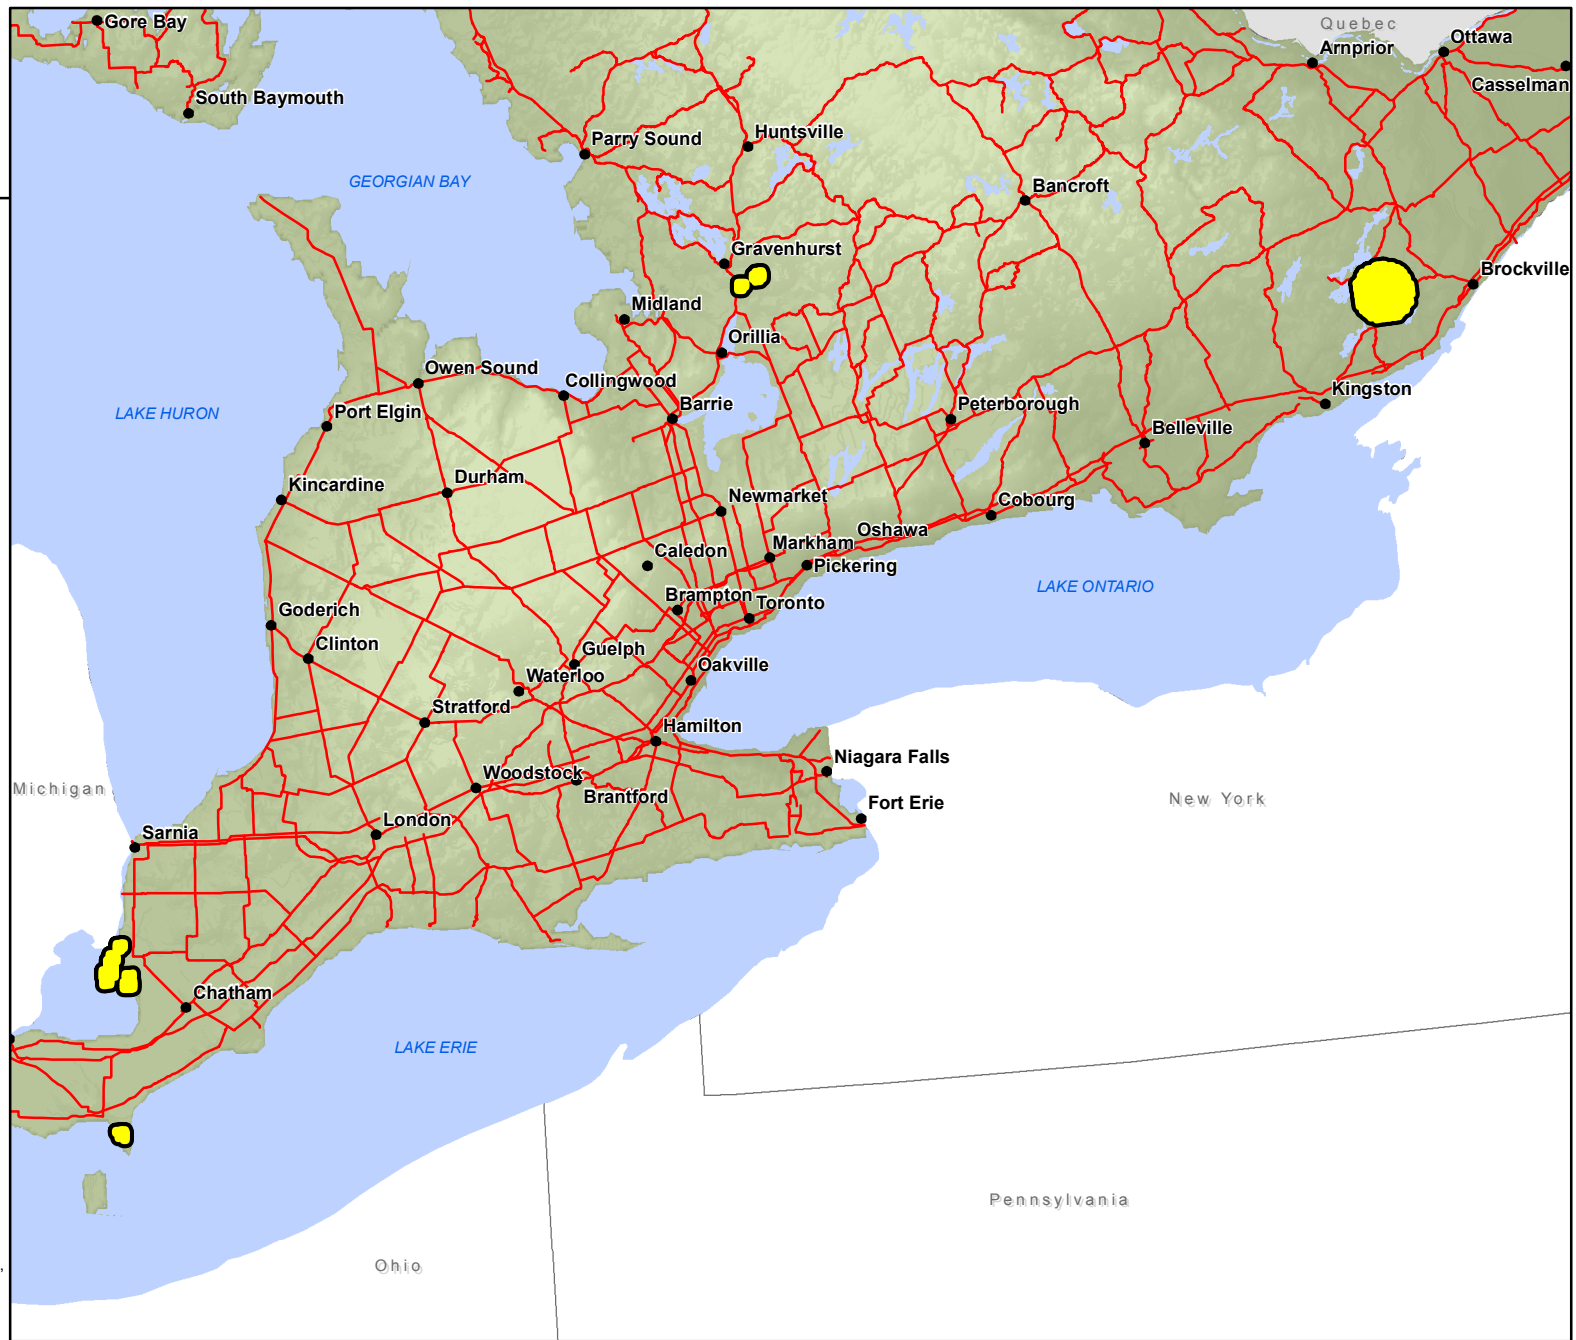 Gore Bay
Quebec
Ottawa
Arnprior
Casselman
South Baymouth
Huntsville
Parry Sound
GEORGIAN BAY
Bancroft
Gravenhurst
Brockville
Midland
Orillia
Owen Sound
Collingwood
Kingston
Port Elgin
Barrie
Peterborough
LAKE HURON
Belleville
Durham
Kincardine
Newmarket
Cobourg
Oshawa
Markham
Caledon
Pickering
LAKE ONTARIO
Brampton
Toronto
Goderich
Clinton
Guelph
Oakville
Waterloo
Stratford
Hamilton
Niagara Falls
Woodstock
Michigan
Brantford
New York
Fort Erie
London
Sarnia
Chatham
LAKE ERIE
Pennsylvania
Ohio
,